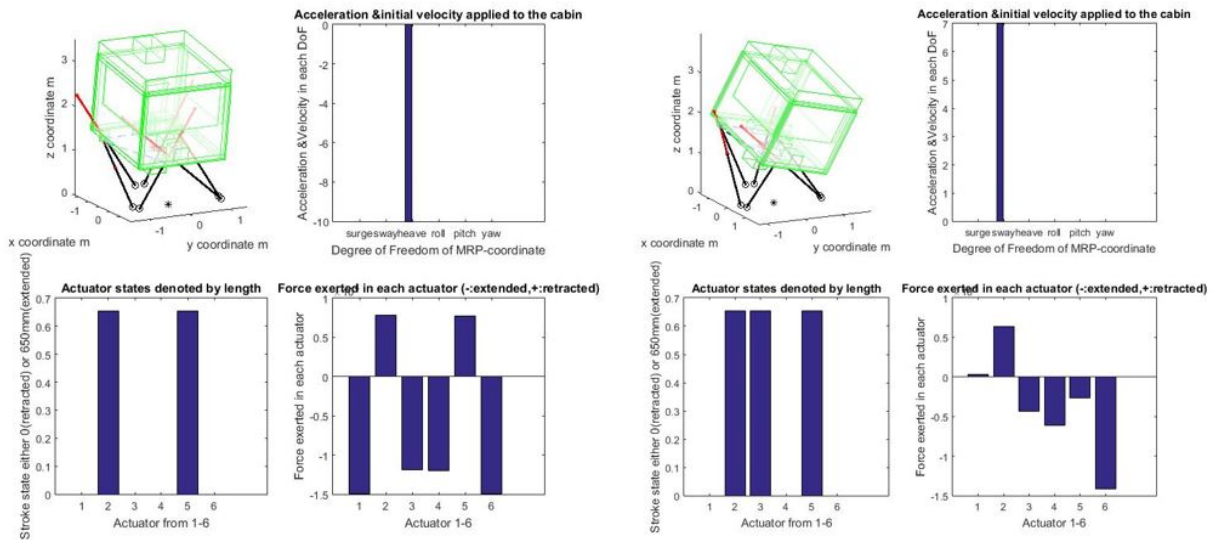 Acceleration &initial velocity applied to the cabin
z coordinate m
3
2
1
0
-1
0
1
-1
0
1
x coordinate m
y coordinate m
Acceleration &Velocity in each DoF
0
-2
-4
-6
-8
-10
surge sway heave roll pitch yaw
Degree of Freedom of MRP-coordinate
Acceleration &initial velocity applied to the cabin
z coordinate m
3
2
1
0
-1
0
1
-1
0
1
x coordinate m
y coordinate m
Acceleration &Velocity in each DoF
7
6
5
4
3
2
1
0
surge sway heave roll pitch yaw
Degree of Freedom of MRP-coordinate
Actuator states denoted by length
Stroke state either 0(retracted) or 650mm(extended)
0.7
0.6
0.5
0.4
0.3
0.2
0.1
0
1 2 3 4 5 6
Actuator from 1-6
Force exerted in each actuator (-:extended,+:retracted)
Force exerted in each actuator
1
0.5
0
-0.5
-1
-1.5
1 2 3 4 5 6
Actuator 1-6
Actuator states denoted by length
Stroke state either 0(retracted) or 650mm(extended)
0.7
0.6
0.5
0.4
0.3
0.2
0.1
0
1 2 3 4 5 6
Actuator from 1-6
Force exerted in each actuator (-:extended,+:retracted)
Force exerted in each actuator
1
0.5
0
-0.5
-1
-1.5
1 2 3 4 5 6
Actuator 1-6